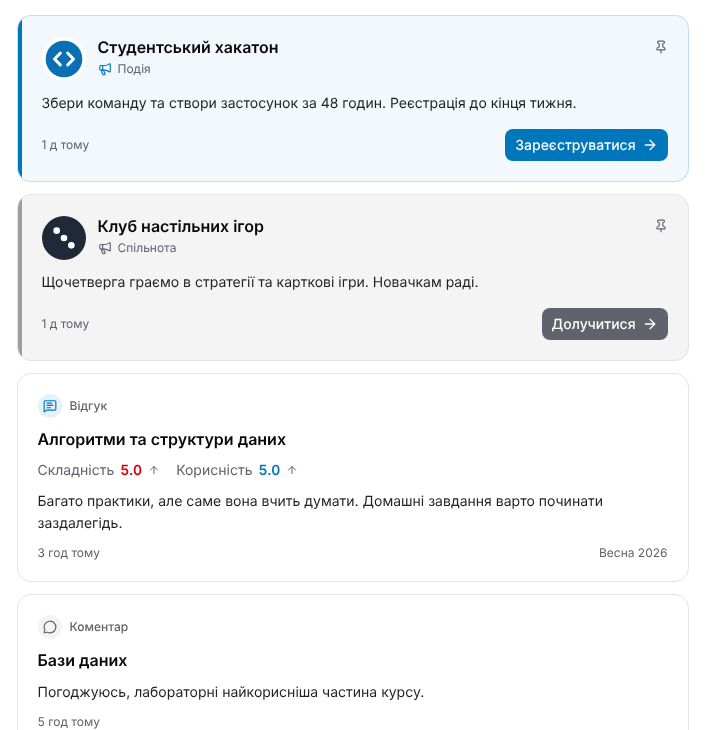 Студентський хакатон
Подія
Збери команду та створи застосунок за 48 годин. Реєстрація до кінця тижня.
1 д тому
Зареєструватися →
Клуб настільних ігор
Спільнота
Щочетверга граємо в стратегії та карткові ігри. Новачкам раді.
1 д тому
Долучитися →
Відгук
Алгоритми та структури даних
Складність 5.0 ↑ Корисність 5.0 ↑
Багато практики, але саме вона вчить думати. Домашні завдання варто починати
заздалегідь.
3 год тому
Весна 2026
Коментар
Бази даних
Погоджуюсь, лабораторні найкорисніша частина курсу.
5 год тому